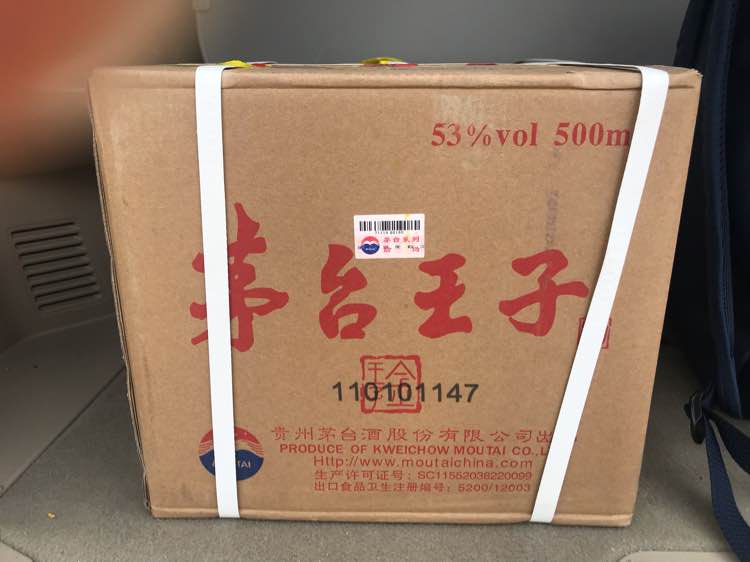 53%vol 500m
茅台系列
茅台王子
110101147
贵州茅台酒股份有限公司出
PRODUCE OF KWEICHOW MOUTAI CO.,L
Http://www.moutaichina.com
生产许可证号: SC11552038220099
出口食品卫生注册编号: 5200/12003
MOUTAI